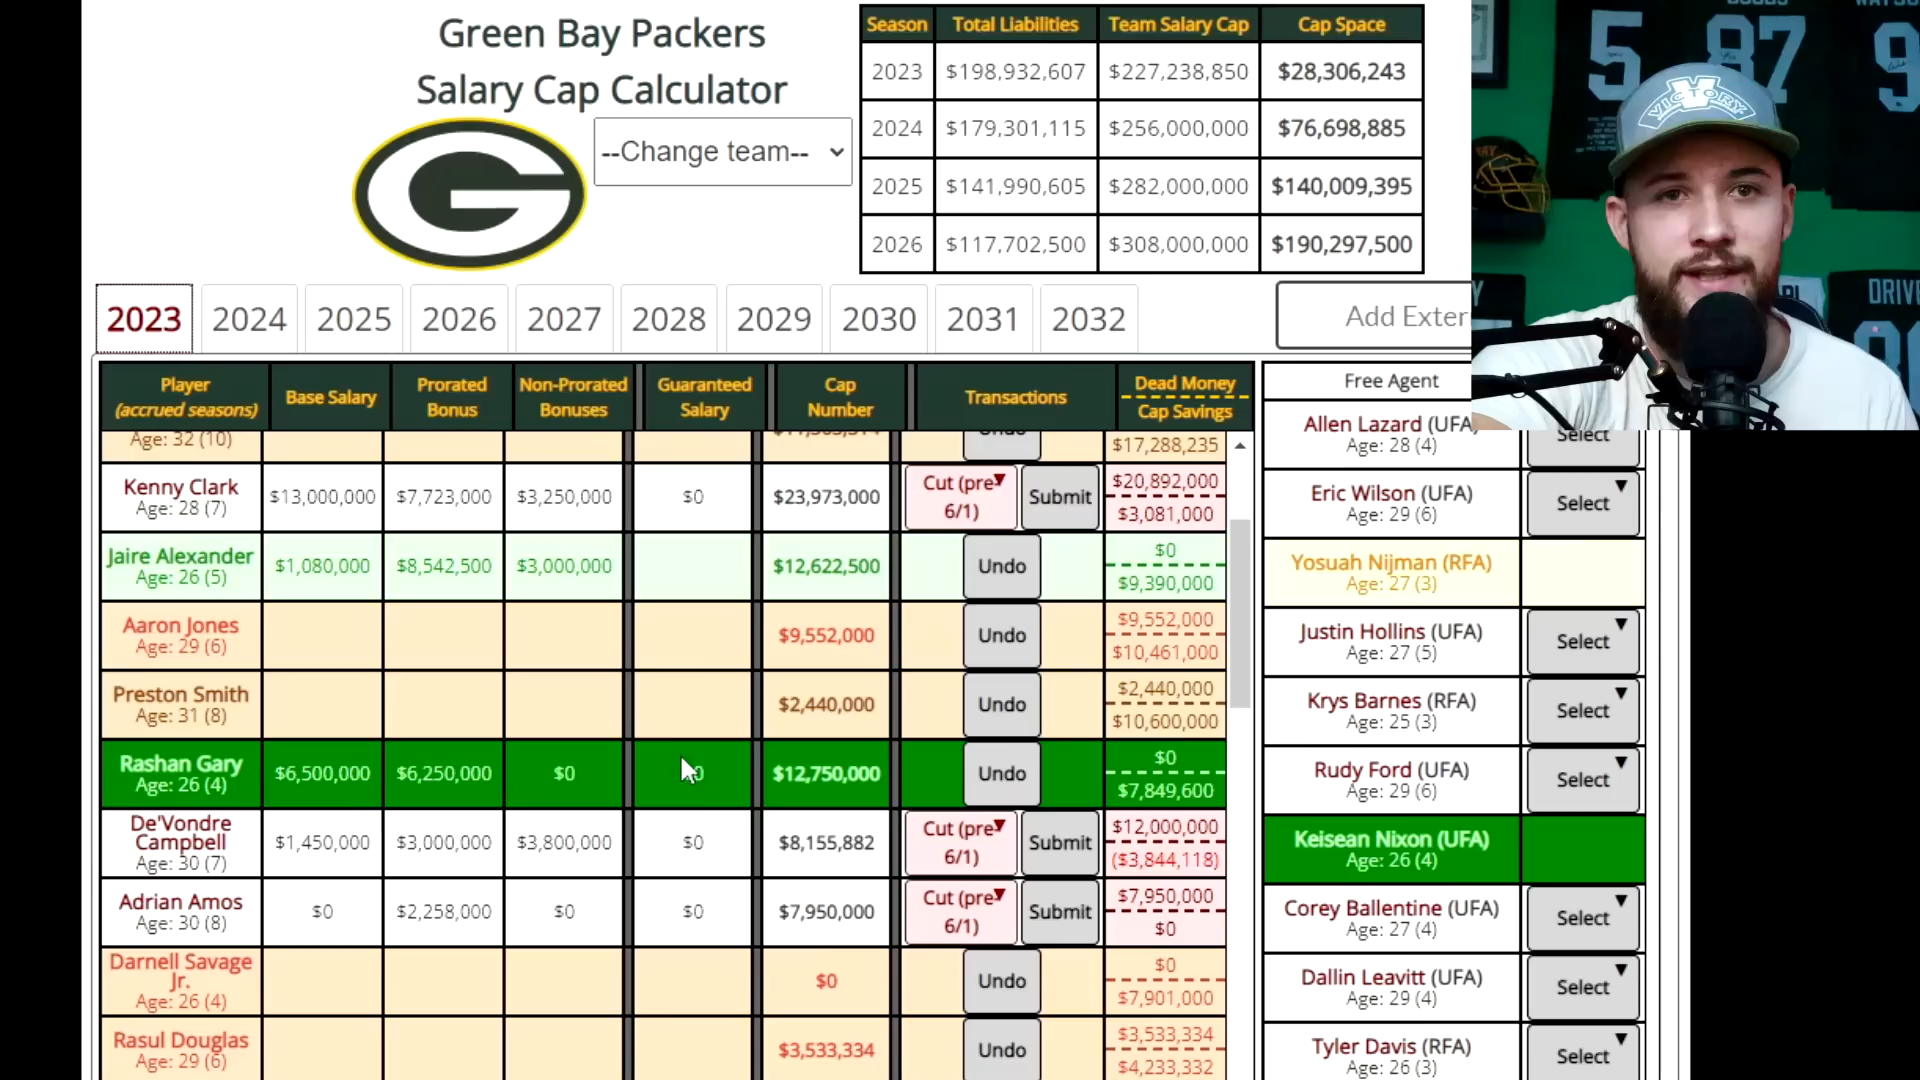 Green Bay Packers
Salary Cap Calculator
G
--Change team--
Season Total Liabilities Team Salary Cap Cap Space
2023 $198,932,607 $227,238,850 $28,306,243
2024 $179,301,115 $256,000,000 $76,698,885
2025 $141,990,605 $282,000,000 $140,009,395
2026 $117,702,500 $308,000,000 $190,297,500
5 87 9
VICTORY
DRIVE
2023 2024 2025 2026 2027 2028 2029 2030 2031 2032
Add Exter
Player
(accrued seasons)
Base Salary
Prorated
Bonus
Non-Prorated
Bonuses
Guaranteed
Salary
Cap
Number
Transactions
Dead Money
Cap Savings
Age: 32 (10)
Undo
$17,288,235
Kenny Clark
Age: 28 (7)
$13,000,000 $7,723,000 $3,250,000 $0 $23,973,000
Cut (pre
6/1)
Submit
$20,892,000
$3,081,000
Jaire Alexander
Age: 26 (5)
$1,080,000 $8,542,500 $3,000,000 $12,622,500
Undo
$0
$9,390,000
Aaron Jones
Age: 29 (6)
$9,552,000
Undo
$9,552,000
$10,461,000
Preston Smith
Age: 31 (8)
$2,440,000
Undo
$2,440,000
$10,600,000
Rashan Gary
Age: 26 (4)
$6,500,000 $6,250,000 $0 $12,750,000
Undo
$0
$7,849,600
De'Vondre
Campbell
Age: 30 (7)
$1,450,000 $3,000,000 $3,800,000 $0 $8,155,882
Cut (pre
6/1)
Submit
$12,000,000
($3,844,118)
Adrian Amos
Age: 30 (8)
$0 $2,258,000 $0 $0 $7,950,000
Cut (pre
6/1)
Submit
$7,950,000
$0
Darnell Savage
Jr.
Age: 26 (4)
$0
Undo
$0
$7,901,000
Rasul Douglas
Age: 29 (6)
$3,533,334
Undo
$3,533,334
$4,233,332
Free Agent
Allen Lazard (UFA)
Age: 28 (4)
Select
Eric Wilson (UFA)
Age: 29 (6)
Select
Yosuah Nijman (RFA)
Age: 27 (3)
Justin Hollins (UFA)
Age: 27 (5)
Select
Krys Barnes (RFA)
Age: 25 (3)
Select
Rudy Ford (UFA)
Age: 29 (6)
Select
Keisean Nixon (UFA)
Age: 26 (4)
Corey Ballentine (UFA)
Age: 27 (4)
Select
Dallin Leavitt (UFA)
Age: 29 (4)
Select
Tyler Davis (RFA)
Age: 26 (3)
Select